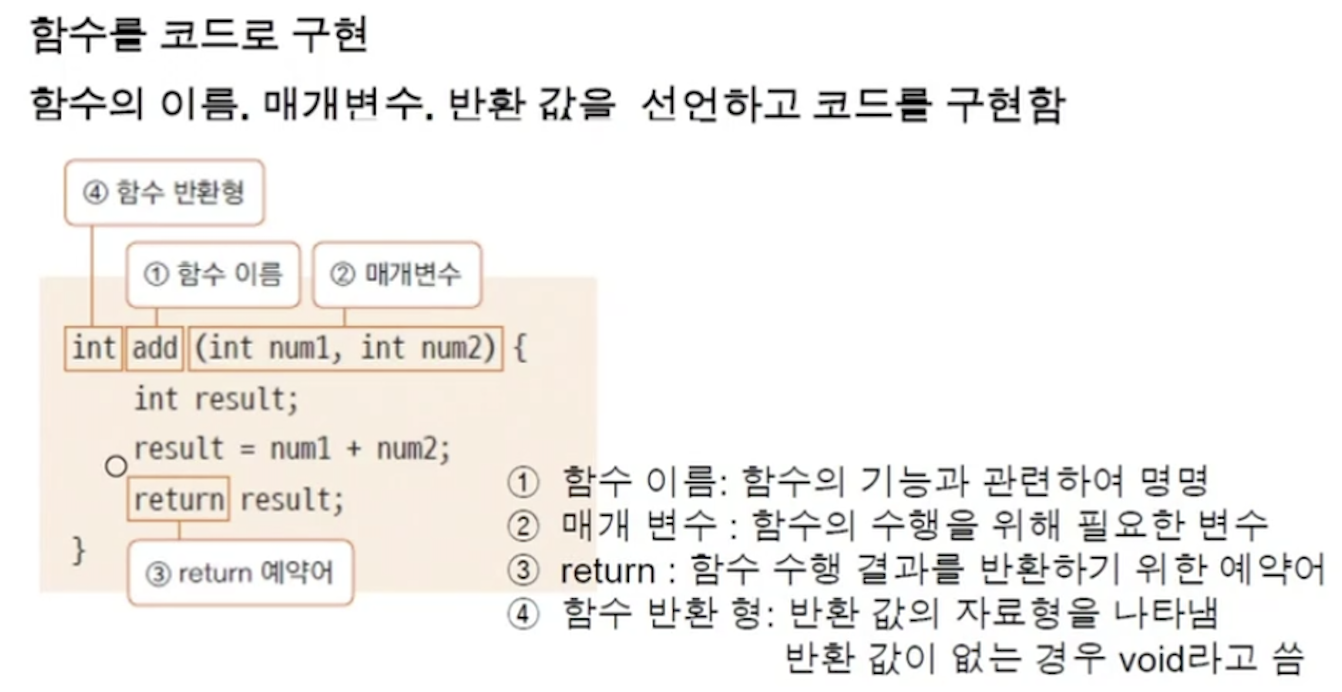 함수를 코드로 구현
함수의 이름. 매개변수. 반환 값을 선언하고 코드를 구현함
④ 함수 반환형
① 함수 이름 ② 매개변수
int add (int num1, int num2) {
int result;
result = num1 + num2;
return result;
}
③ return 예약어
① 함수 이름: 함수의 기능과 관련하여 명명
② 매개 변수 : 함수의 수행을 위해 필요한 변수
③ return : 함수 수행 결과를 반환하기 위한 예약어
④ 함수 반환 형: 반환 값의 자료형을 나타냄
반환 값이 없는 경우 void라고 씀